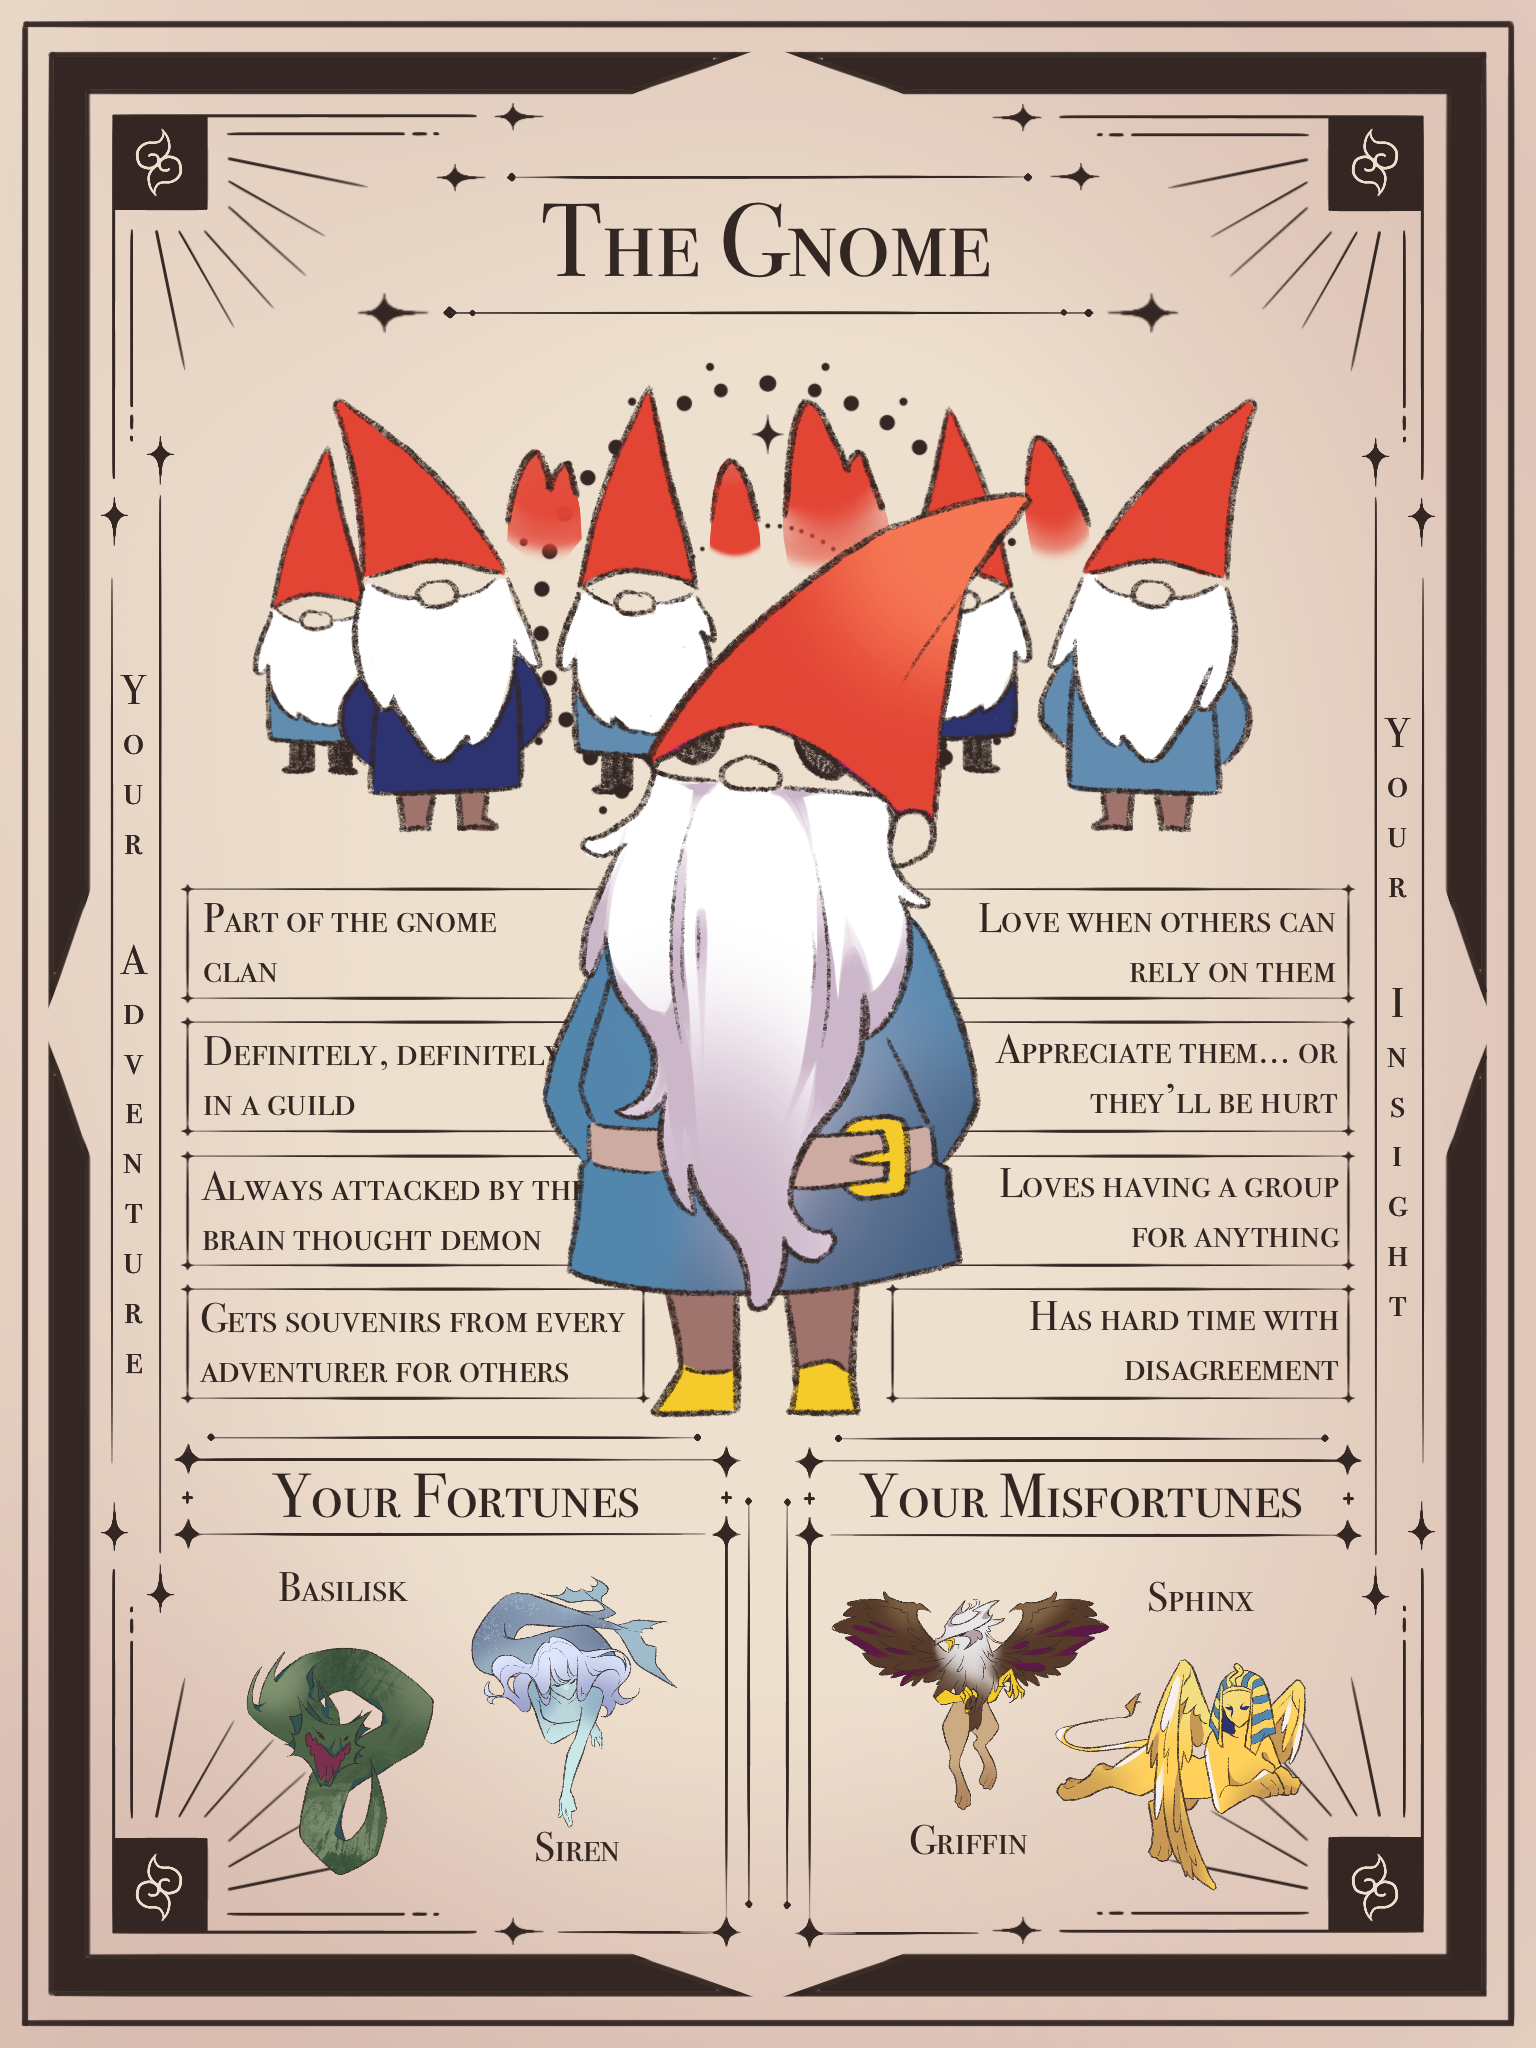 The Gnome
Your Adventure
Part of the gnome
clan
Definitely, definitely
in a guild
Always attacked by the
brain thought demon
Gets souvenirs from every
adventurer for others
Love when others can
rely on them
Appreciate them... or
they'll be hurt
Loves having a group
for anything
Has hard time with
disagreement
Your Insight
Your Fortunes
Basilisk
Siren
Your Misfortunes
Sphinx
Griffin